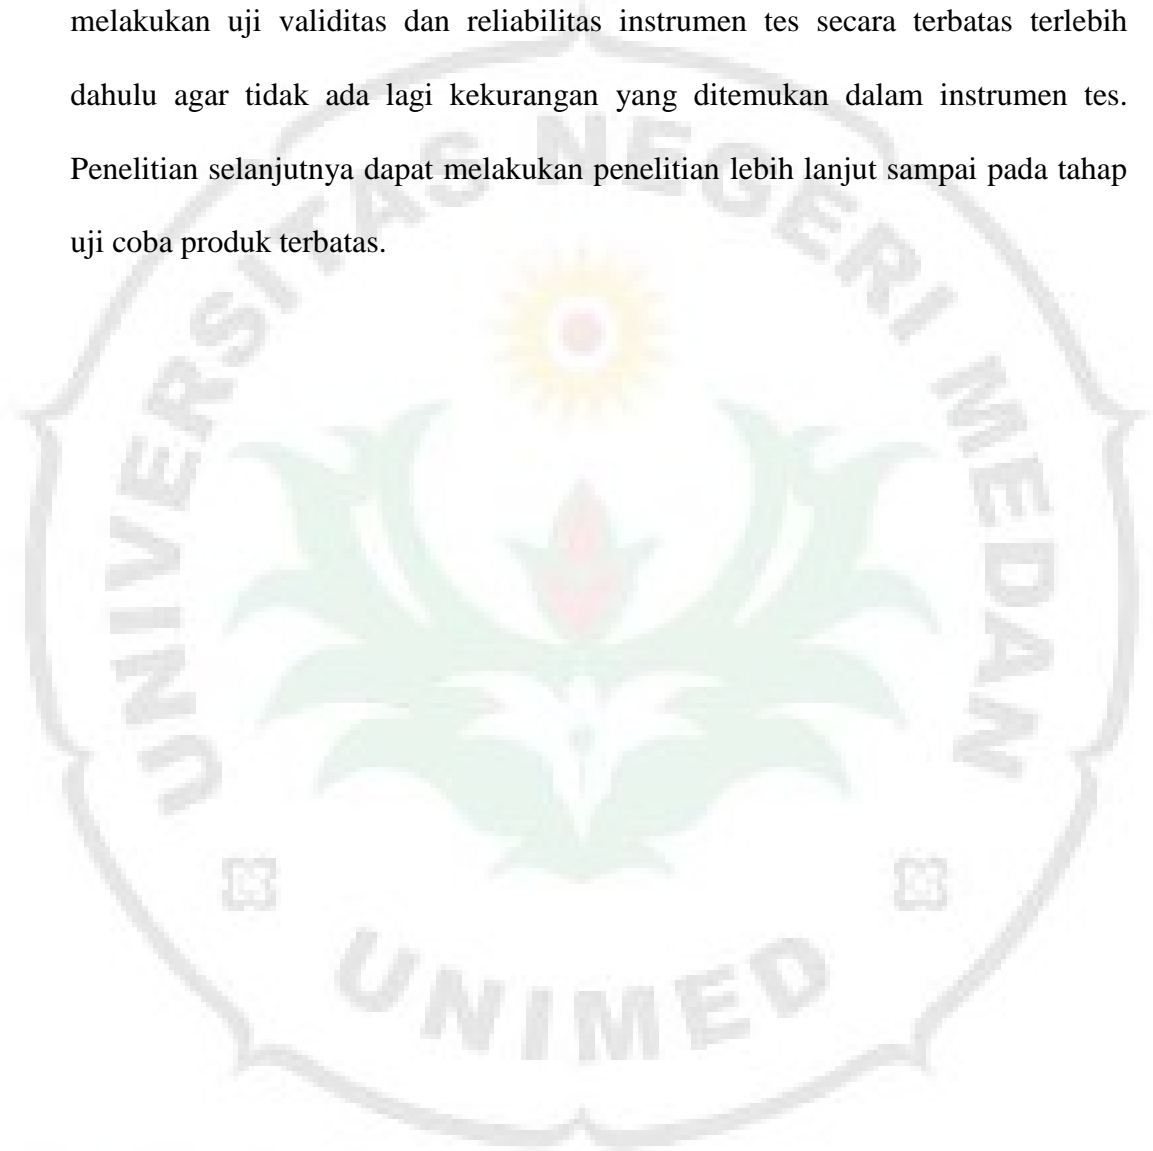 melakukan uji validitas dan reliabilitas instrumen tes secara terbatas terlebih
dahulu agar tidak ada lagi kekurangan yang ditemukan dalam instrumen tes.
Penelitian selanjutnya dapat melakukan penelitian lebih lanjut sampai pada tahap
uji coba produk terbatas.
UNIVERSITAS NEGERI MEDAN
UNIMED